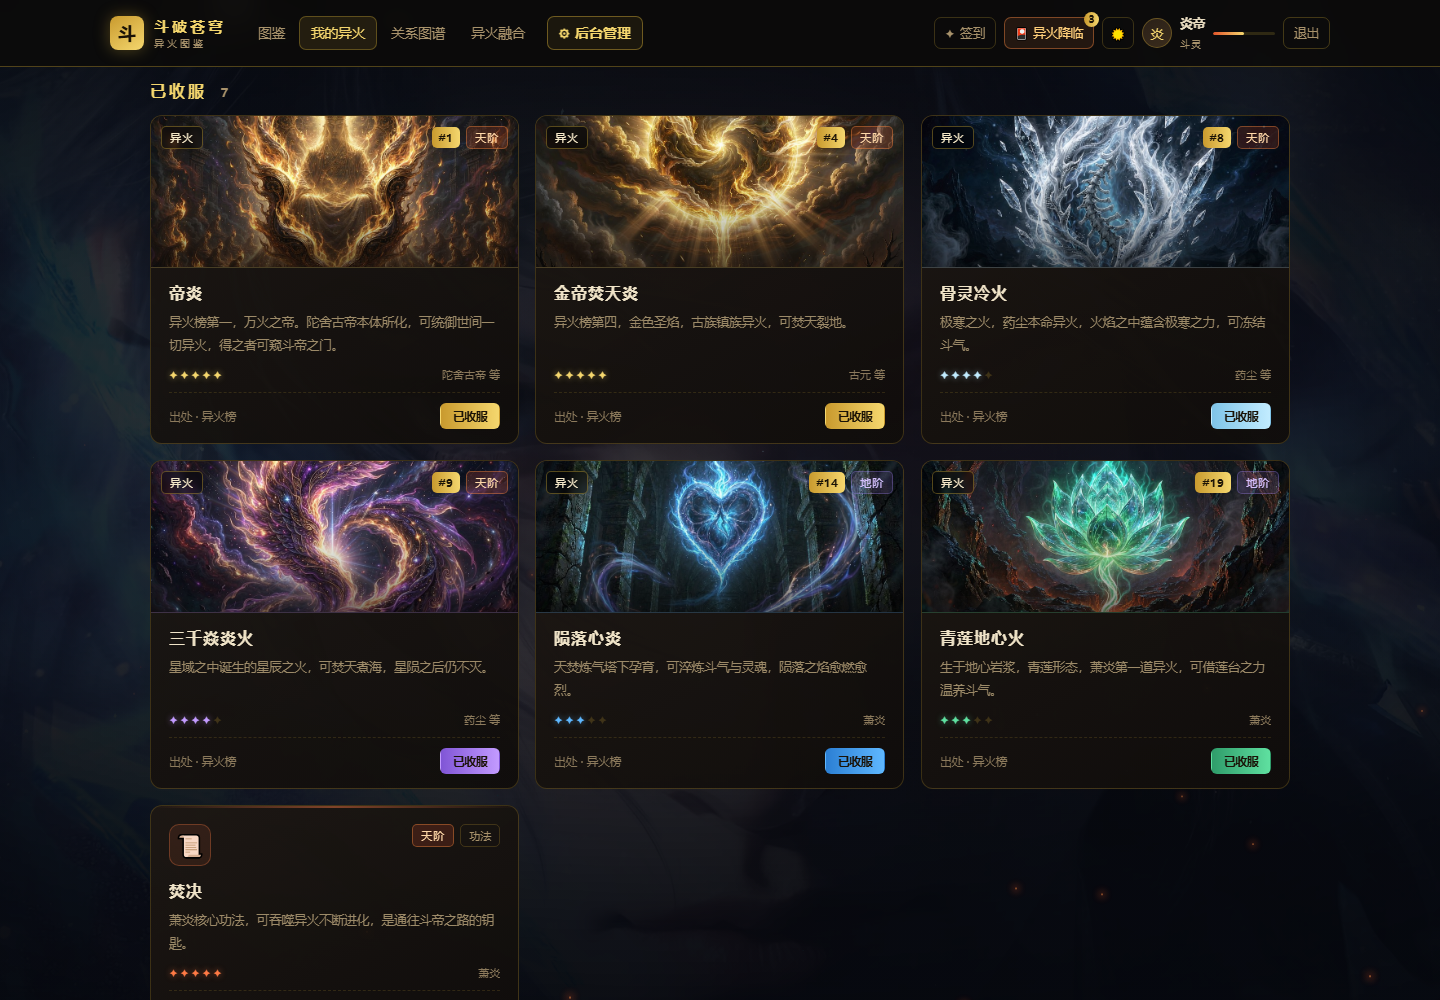 斗
斗破苍穹
异火图鉴
图鉴
我的异火
关系图谱
异火融合
后台管理
签到
异火降临
3
炎
炎帝
斗灵
退出
已收服 7
异火 #1 天阶
帝炎
异火榜第一，万火之帝。陀舍古帝本体所化，可统御世间一
切异火，得之者可窥斗帝之门。
陀舍古帝 等
出处 · 异火榜 已收服
异火 #4 天阶
金帝焚天炎
异火榜第四，金色圣焰，古族镇族异火，可焚天裂地。
古元 等
出处 · 异火榜 已收服
异火 #8 天阶
骨灵冷火
极寒之火，药尘本命异火，火焰之中蕴含极寒之力，可冻结
斗气。
药尘 等
出处 · 异火榜 已收服
异火 #9 天阶
三千焱炎火
星域之中诞生的星辰之火，可焚天煮海，星陨之后仍不灭。
药尘 等
出处 · 异火榜 已收服
异火 #14 地阶
陨落心炎
天焚炼气塔下孕育，可淬炼斗气与灵魂，陨落之焰愈燃愈
烈。
萧炎
出处 · 异火榜 已收服
异火 #19 地阶
青莲地心火
生于地心岩浆，青莲形态，萧炎第一道异火，可借莲台之力
温养斗气。
萧炎
出处 · 异火榜 已收服
天阶 功法
焚决
萧炎核心功法，可吞噬异火不断进化，是通往斗帝之路的钥
匙。
萧炎